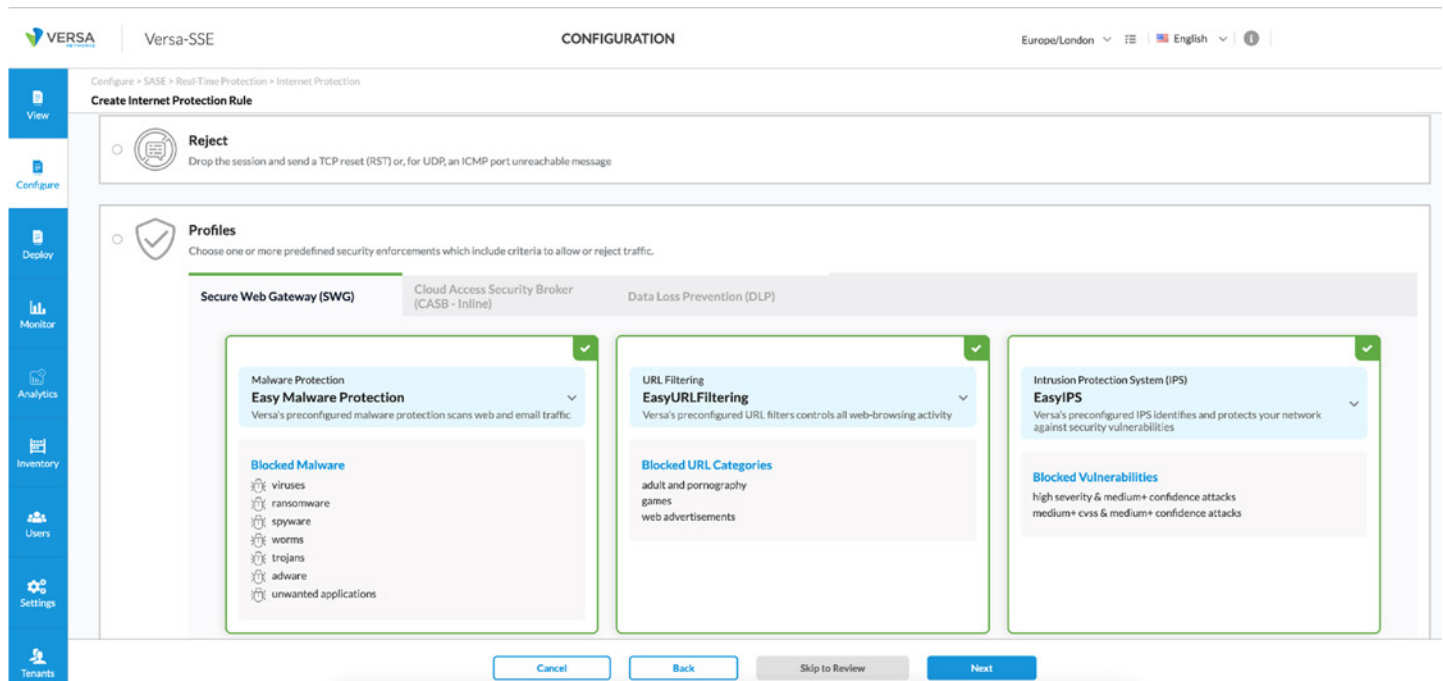 VERSA
NETWORKS
Versa-SSE
CONFIGURATION
Europe/London
English
Configure > SASE > Real-Time Protection > Internet Protection
Create Internet Protection Rule
View
Configure
Deploy
Monitor
Analytics
Inventory
Users
Settings
Tenants
Reject
Drop the session and send a TCP reset (RST) or, for UDP, an ICMP port unreachable message
Profiles
Choose one or more predefined security enforcements which include criteria to allow or reject traffic.
Secure Web Gateway (SWG)
Cloud Access Security Broker
(CASB - Inline)
Data Loss Prevention (DLP)
Malware Protection
Easy Malware Protection
Versa's preconfigured malware protection scans web and email traffic
Blocked Malware
viruses
ransomware
spyware
worms
trojans
adware
unwanted applications
URL Filtering
EasyURLFiltering
Versa's preconfigured URL filters controls all web-browsing activity
Blocked URL Categories
adult and pornography
games
web advertisements
Intrusion Protection System (IPS)
EasyIPS
Versa's preconfigured IPS identifies and protects your network
against security vulnerabilities
Blocked Vulnerabilities
high severity & medium+ confidence attacks
medium+ cvss & medium+ confidence attacks
Cancel
Back
Skip to Review
Next